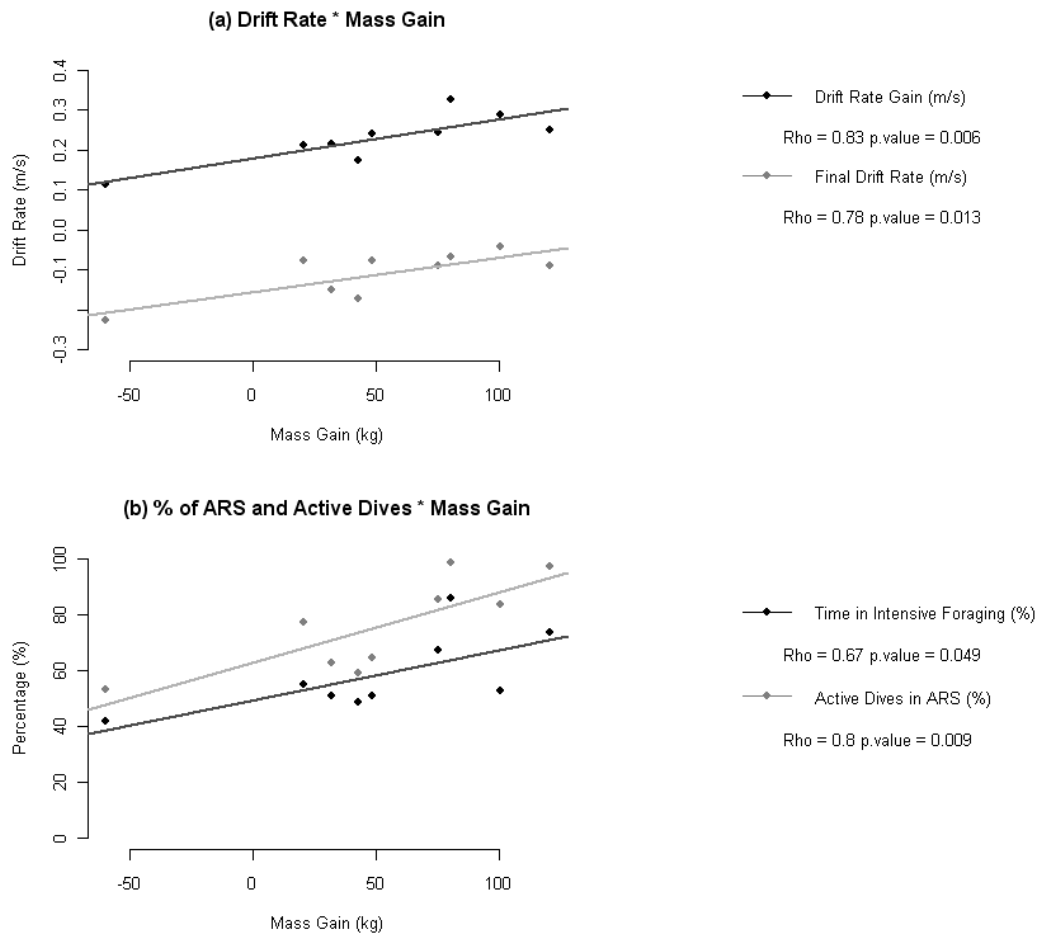 (a) Drift Rate * Mass Gain
Drift Rate (m/s)
0.4
0.3
0.2
0.1
0.0
-0.1
-0.3
-50 0 50 100
Mass Gain (kg)
Drift Rate Gain (m/s)
Rho = 0.83 p.value = 0.006
Final Drift Rate (m/s)
Rho = 0.78 p.value = 0.013
(b) % of ARS and Active Dives * Mass Gain
Percentage (%)
100
80
60
40
20
0
-50 0 50 100
Mass Gain (kg)
Time in Intensive Foraging (%)
Rho = 0.67 p.value = 0.049
Active Dives in ARS (%)
Rho = 0.8 p.value = 0.009